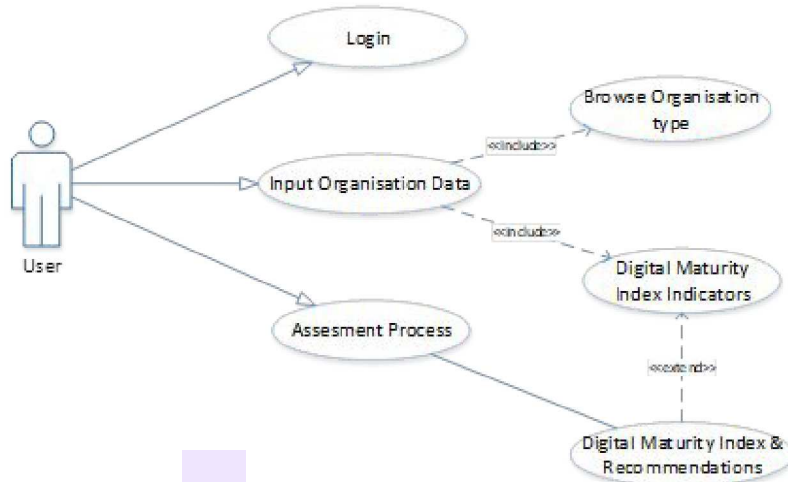 Login
Browse Organisation
type
<<include>>
Input Organisation Data
<<include>>
User
Digital Maturity
Index Indicators
Assesment Process
<<extend>>
Digital Maturity Index &
Recommendations